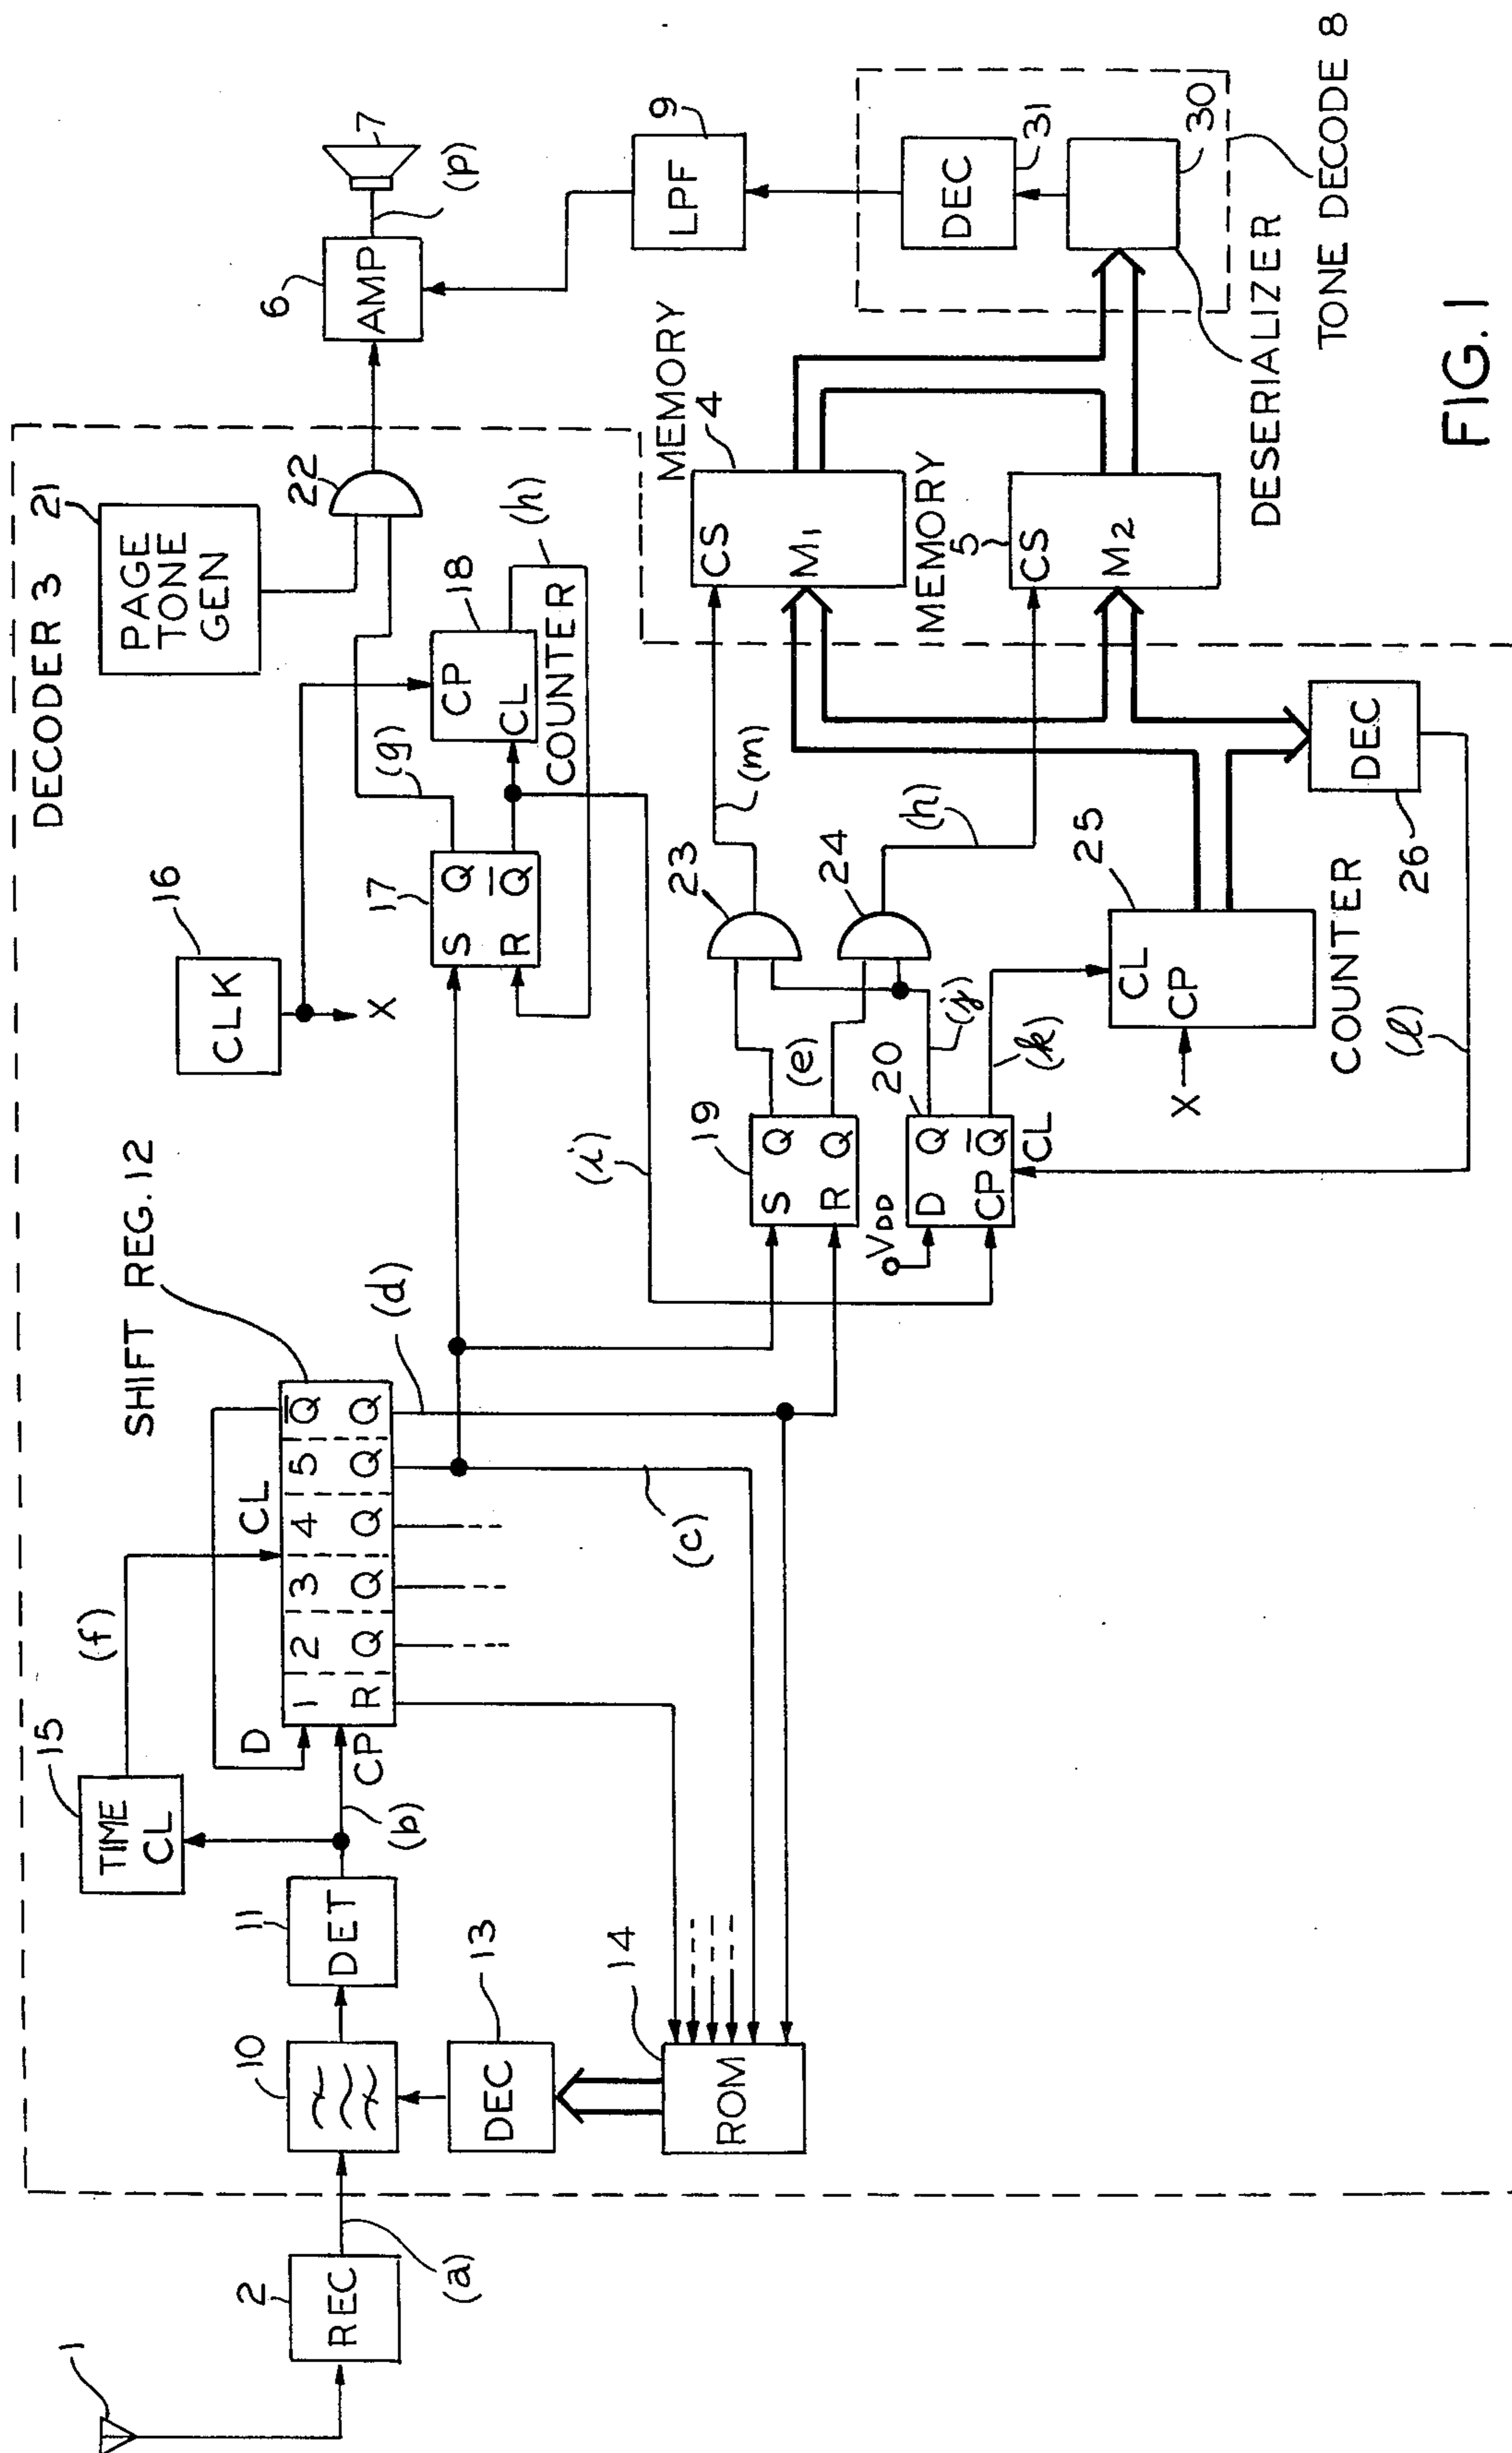 DECODER 3
1
2
REC
(a)
10
11
DET
(b)
15
TIME
CL
(f)
SHIFT REG. 12
D
CL
CP
1 2 3 4 5 Q̅
R Q Q Q Q Q
13
DEC
14
ROM
(c)
(d)
16
CLK
X
17
S Q
R Q̅
(g)
18
CP
CL
COUNTER
(h)
21
PAGE
TONE
GEN
22
6
AMP
7
(p)
(i)
19
S Q
R Q
(e)
VDD
20
D Q
CP Q̅
CL
(j)
(k)
23
24
(m)
(h)
X
25
CL
CP
COUNTER
26
DEC
(l)
MEMORY
4
CS
M1
MEMORY
5
CS
M2
9
LPF
31
DEC
30
DESERIALIZER
TONE DECODE 8
FIG. 1